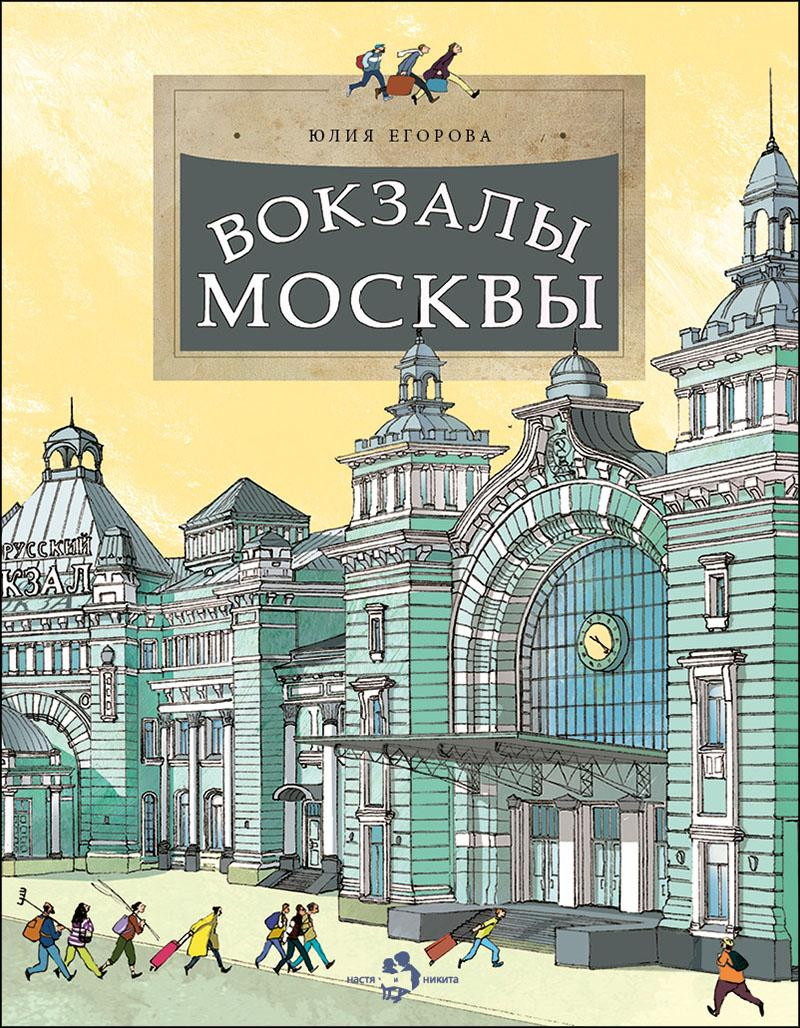 ЮЛИЯ ЕГОРОВА
ВОКЗАЛЫ
МОСКВЫ
РУССКИЙ
КЗАЛ
настя и никита